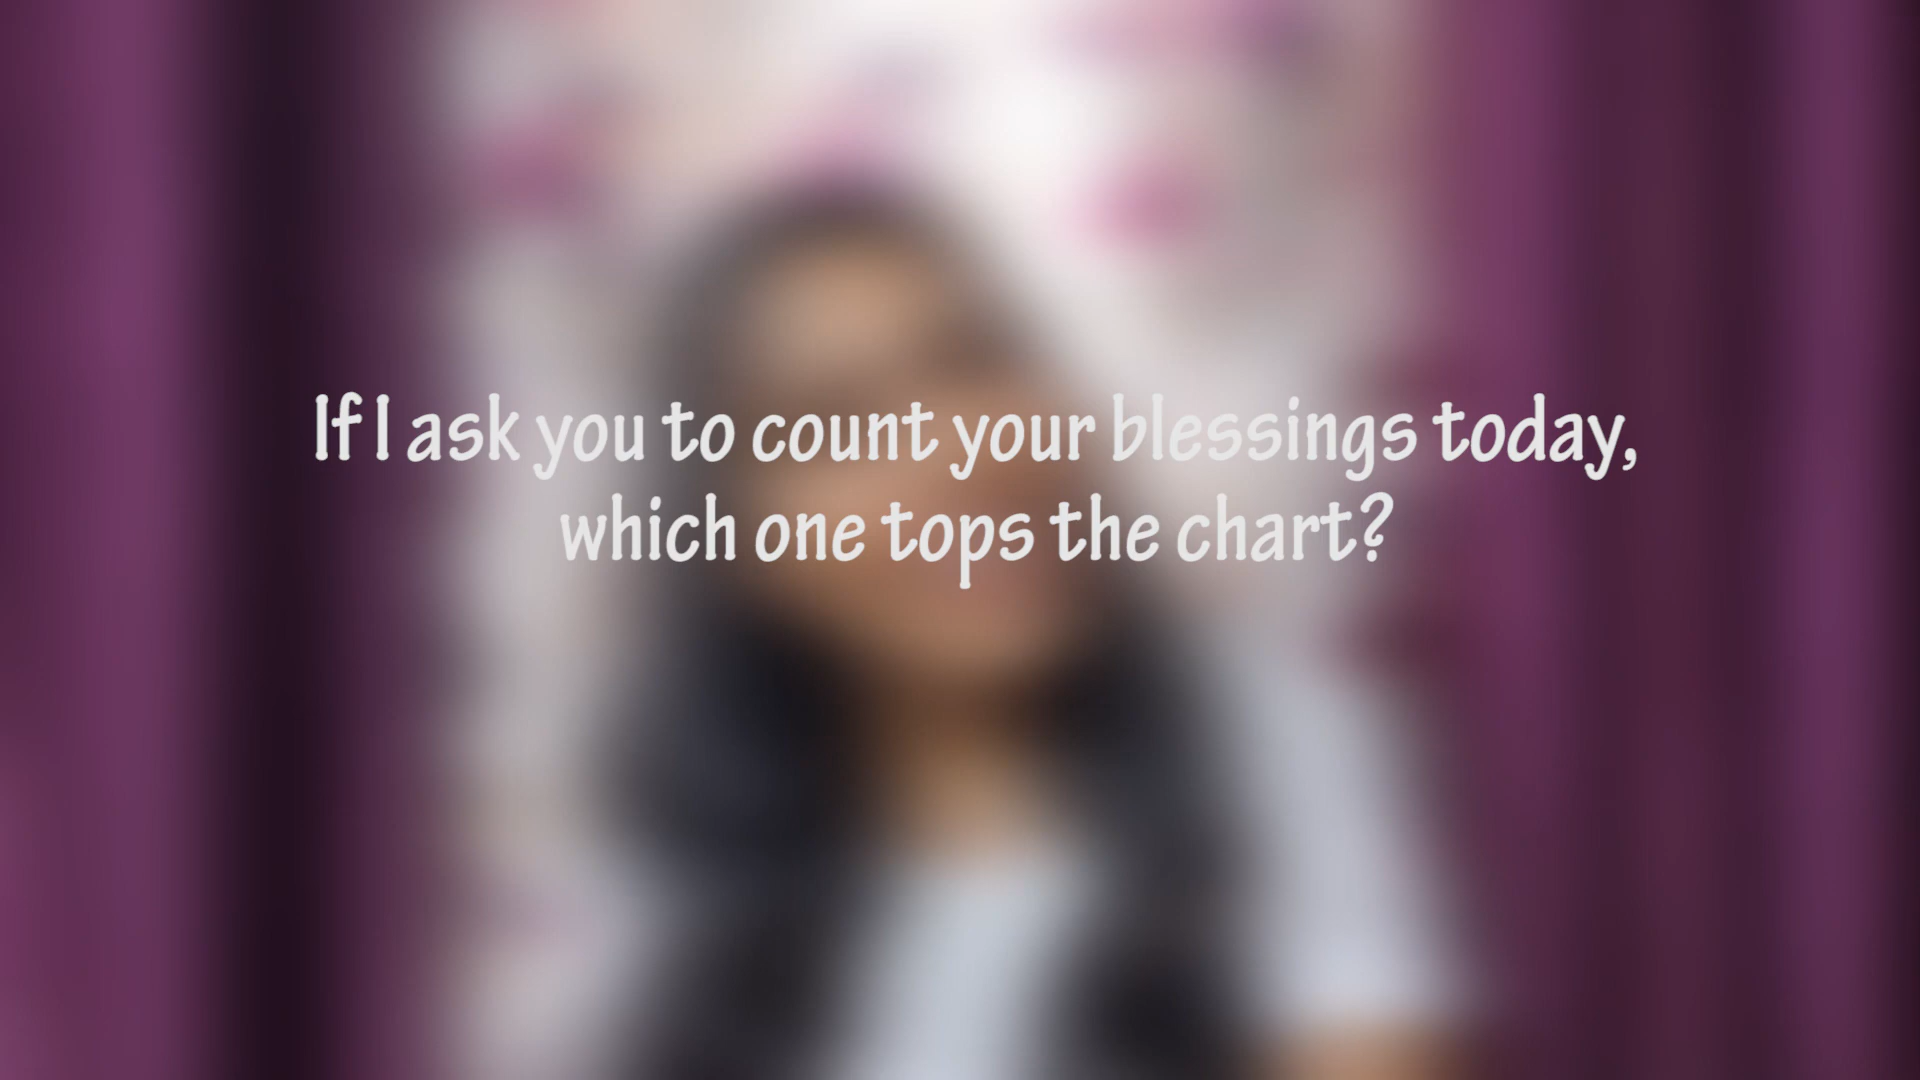 If I ask you to count your blessings today,
which one tops the chart?